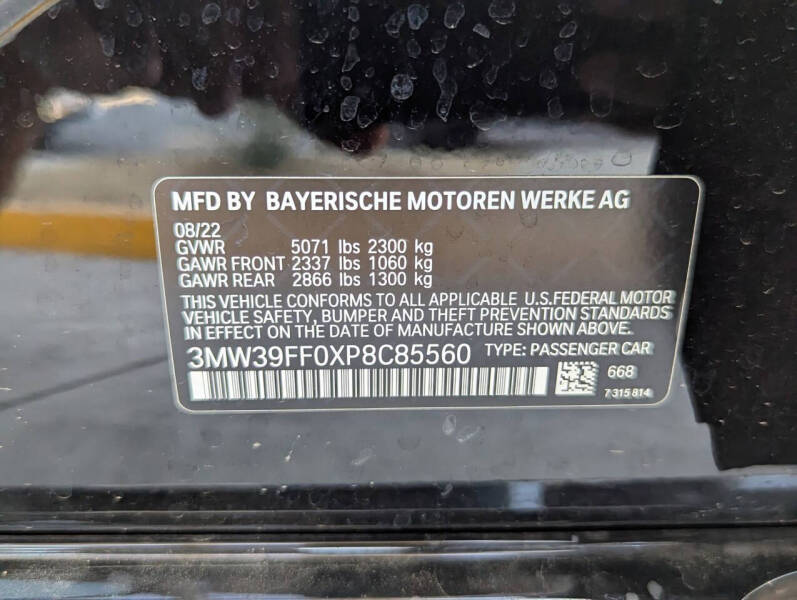 MFD BY BAYERISCHE MOTOREN WERKE AG
08/22
GVWR 5071 lbs 2300 kg
GAWR FRONT 2337 lbs 1060 kg
GAWR REAR 2866 lbs 1300 kg
THIS VEHICLE CONFORMS TO ALL APPLICABLE U.S.FEDERAL MOTOR
VEHICLE SAFETY, BUMPER AND THEFT PREVENTION STANDARDS
IN EFFECT ON THE DATE OF MANUFACTURE SHOWN ABOVE.
3MW39FF0XP8C85560 TYPE: PASSENGER CAR
668
7 315 814